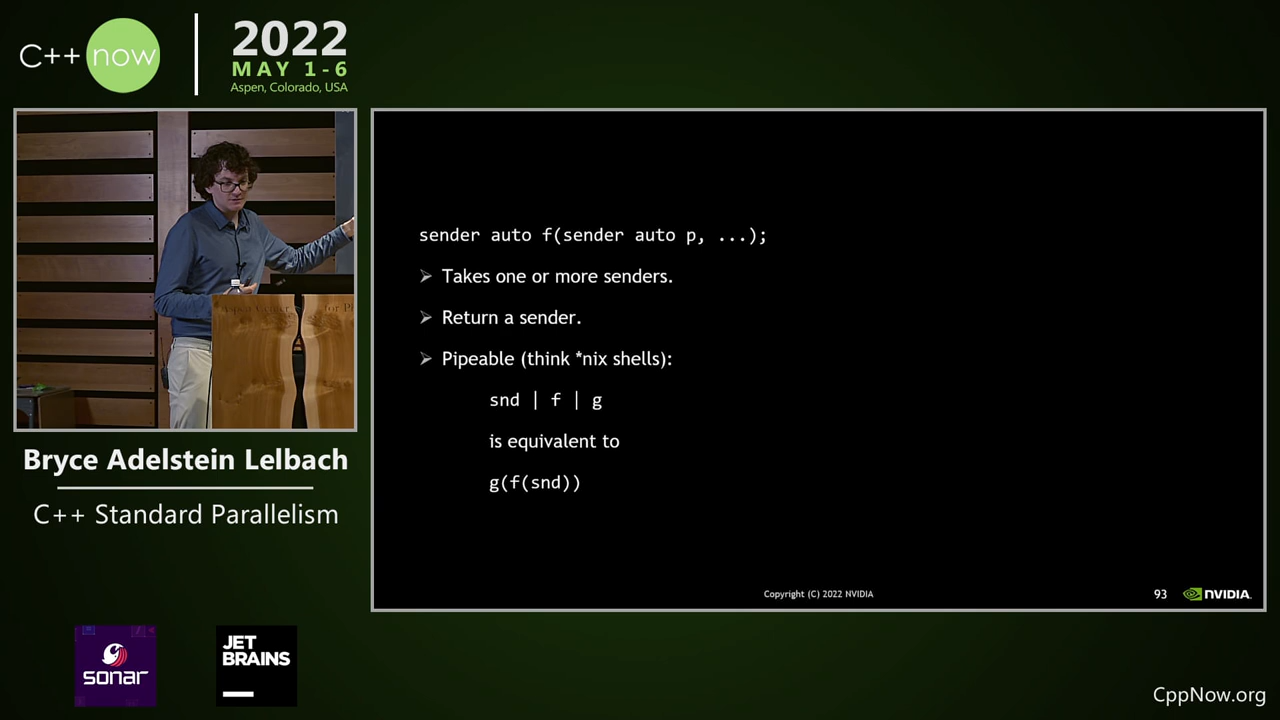 C++ now
2022
MAY 1-6
Aspen, Colorado, USA
sender auto f(sender auto p, ...);
➢ Takes one or more senders.
➢ Return a sender.
➢ Pipeable (think *nix shells):
snd | f | g
is equivalent to
g(f(snd))
Copyright (C) 2022 NVIDIA
93
NVIDIA.
Bryce Adelstein Lelbach
C++ Standard Parallelism
sonar
JET
BRAINS
CppNow.org